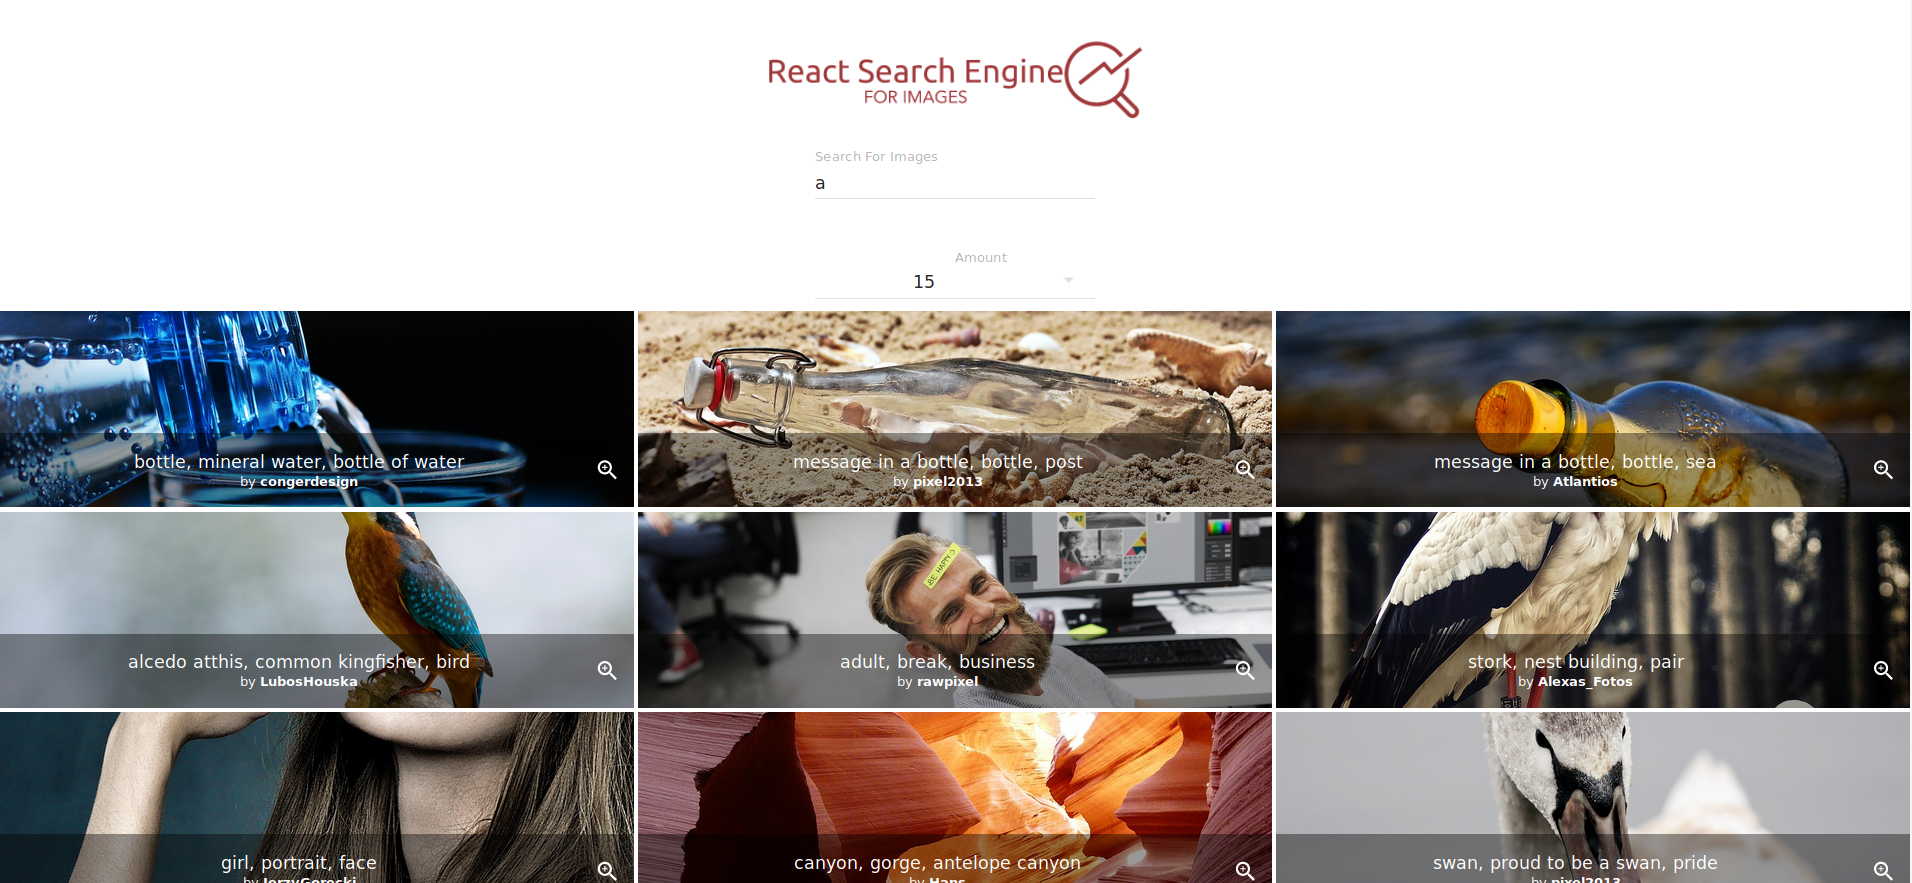 React Search Engine
FOR IMAGES
Search For Images
a
Amount
15
bottle, mineral water, bottle of water
by congerdesign
message in a bottle, bottle, post
by pixel2013
message in a bottle, bottle, sea
by Atlantios
BE HAPPY
alcedo atthis, common kingfisher, bird
by LubosHouska
adult, break, business
by rawpixel
stork, nest building, pair
by Alexas_Fotos
girl, portrait, face
by JerzyGorecki
canyon, gorge, antelope canyon
by Hans
swan, proud to be a swan, pride
by pixel2013